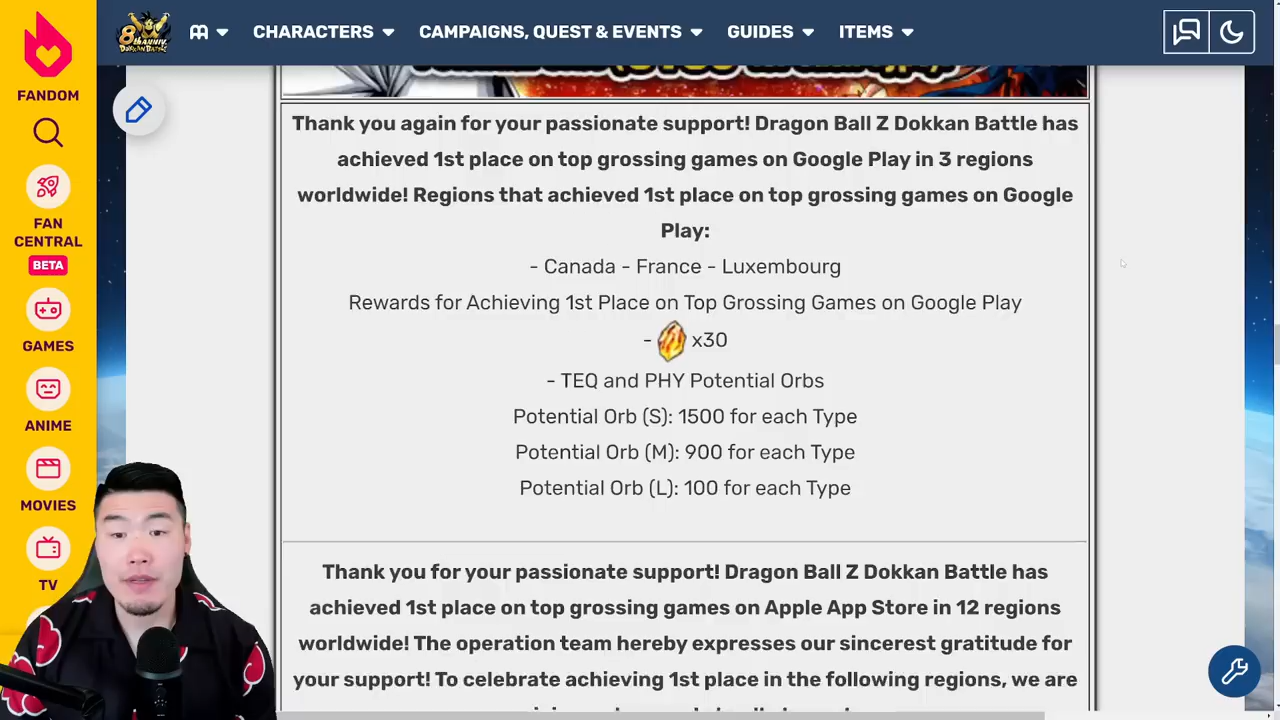 8
THANNIV.
DOKKAN BATTLE
CHARACTERS
CAMPAIGNS, QUEST & EVENTS
GUIDES
ITEMS
FANDOM
FAN
CENTRAL
BETA
GAMES
ANIME
MOVIES
TV
Thank you again for your passionate support! Dragon Ball Z Dokkan Battle has
achieved 1st place on top grossing games on Google Play in 3 regions
worldwide! Regions that achieved 1st place on top grossing games on Google
Play:
- Canada - France - Luxembourg
Rewards for Achieving 1st Place on Top Grossing Games on Google Play
- x30
- TEQ and PHY Potential Orbs
Potential Orb (S): 1500 for each Type
Potential Orb (M): 900 for each Type
Potential Orb (L): 100 for each Type
Thank you for your passionate support! Dragon Ball Z Dokkan Battle has
achieved 1st place on top grossing games on Apple App Store in 12 regions
worldwide! The operation team hereby expresses our sincerest gratitude for
your support! To celebrate achieving 1st place in the following regions, we are